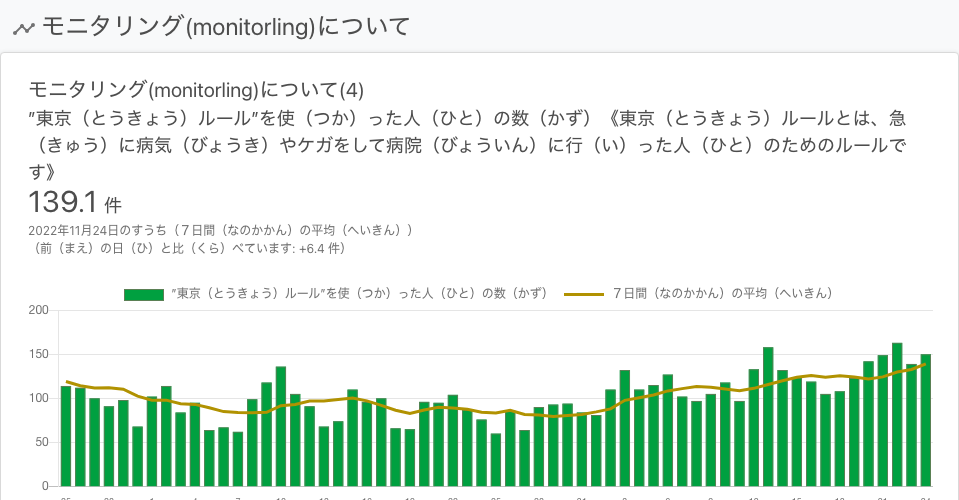 モニタリング(monitorling)について
モニタリング(monitorling)について(4)
”東京（とうきょう）ルール”を使（つか）った人（ひと）の数（かず）《東京（とうきょう）ルールとは、急
（きゅう）に病気（びょうき）やケガをして病院（びょういん）に行（い）った人（ひと）のためのルールで
す》
139.1 件
2022年11月24日のすうち（７日間（なのかかん）の平均（へいきん））
（前（まえ）の日（ひ）と比（くら）べています: +6.4 件）
”東京（とうきょう）ルール”を使（つか）った人（ひと）の数（かず） ７日間（なのかかん）の平均（へいきん）
200
150
100
50
0